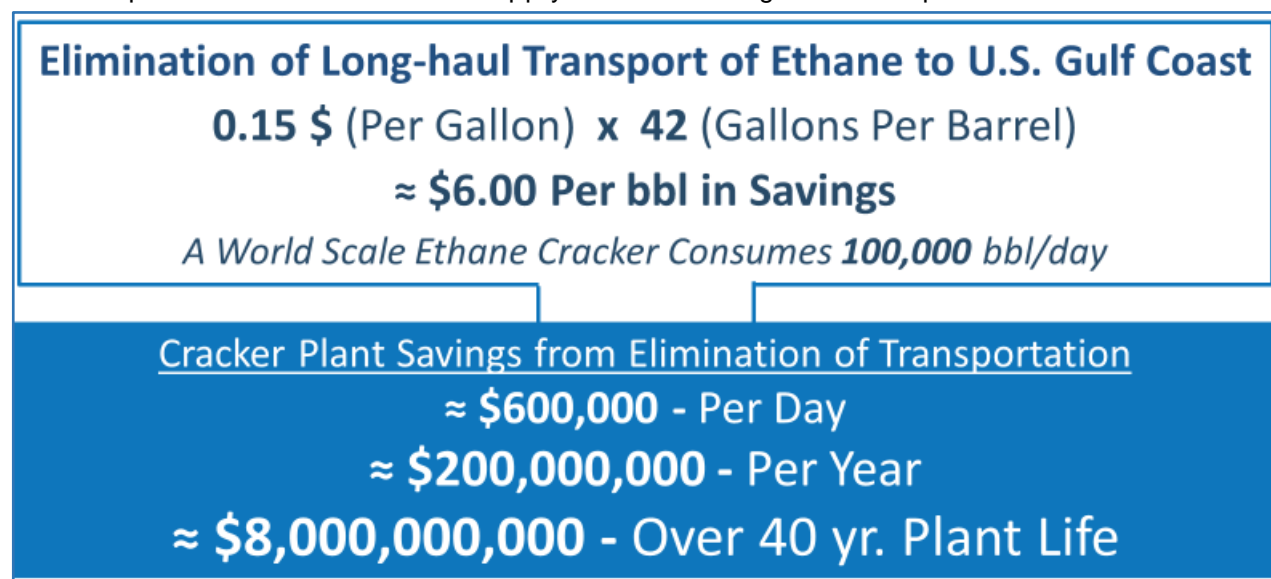 Elimination of Long-haul Transport of Ethane to U.S. Gulf Coast
0.15 $ (Per Gallon) x 42 (Gallons Per Barrel)
≈ $6.00 Per bbl in Savings
A World Scale Ethane Cracker Consumes 100,000 bbl/day
Cracker Plant Savings from Elimination of Transportation
≈ $600,000 - Per Day
≈ $200,000,000 - Per Year
≈ $8,000,000,000 - Over 40 yr. Plant Life